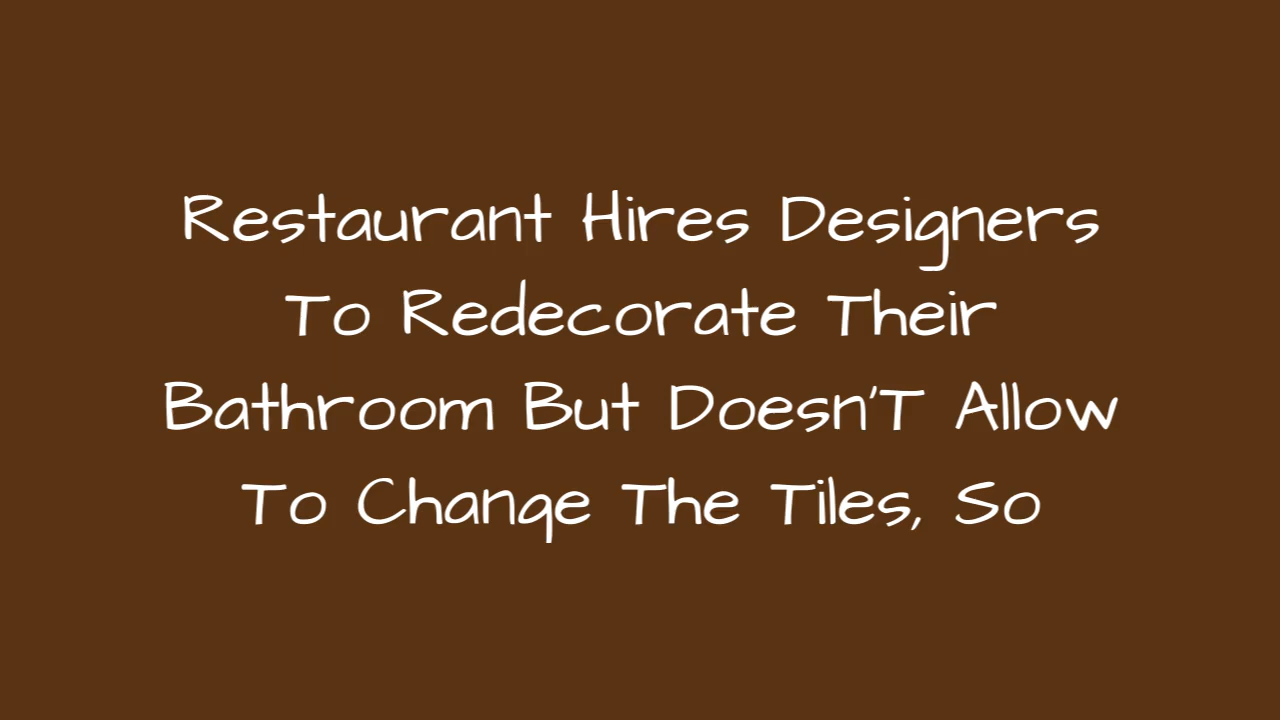 Restaurant Hires Designers
To Redecorate Their
Bathroom But Doesn'T Allow
To Change The Tiles, So